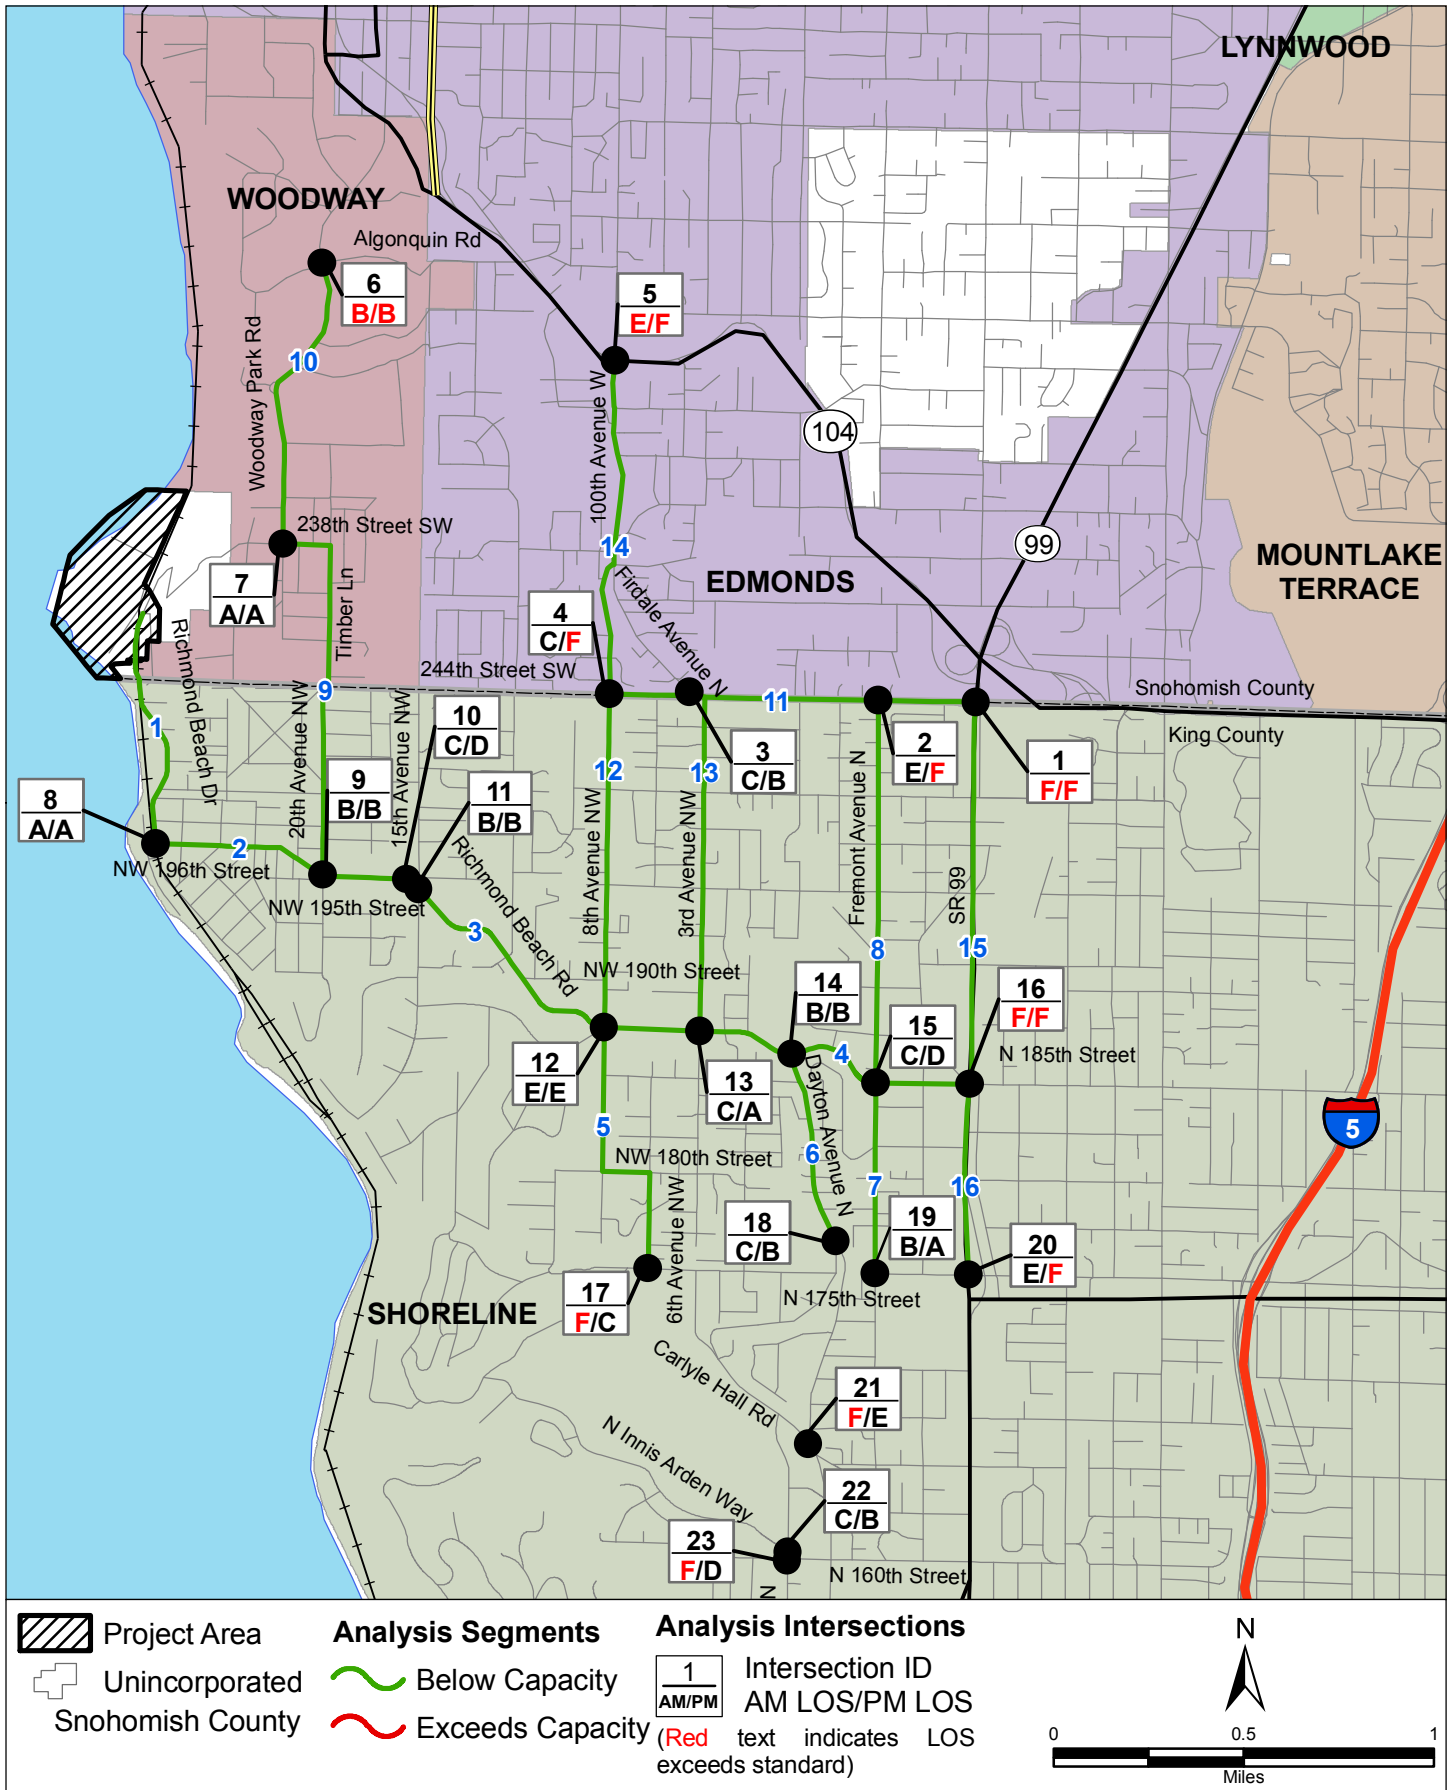 LYNNWOOD
WOODWAY
Algonquin Rd
6
B/B
5
E/F
10
Woodway Park Rd
100th Avenue W
104
99
238th Street SW
14
MOUNTLAKE
TERRACE
EDMONDS
7
A/A
Timber Ln
Firdale Avenue N
4
C/F
Richmond Beach Dr
244th Street SW
9
11
Snohomish County
King County
1
20th Avenue NW
15th Avenue NW
10
C/D
3
C/B
2
E/F
1
F/F
8
A/A
9
B/B
11
B/B
12
13
8th Avenue NW
3rd Avenue NW
Fremont Avenue N
SR 99
2
NW 196th Street
NW 195th Street
3
Richmond Beach Rd
8
15
NW 190th Street
14
B/B
16
F/F
15
C/D
N 185th Street
4
12
E/E
13
C/A
Dayton Avenue N
5
5
6
NW 180th Street
7
16
6th Avenue NW
18
C/B
19
B/A
20
E/F
17
F/C
N 175th Street
SHORELINE
Carlyle Hall Rd
21
F/E
N Innis Arden Way
22
C/B
23
F/D
N 160th Street
N
Project Area
Unincorporated
Snohomish County
Analysis Segments
Below Capacity
Exceeds Capacity
Analysis Intersections
1
AM/PM
Intersection ID
AM LOS/PM LOS
(Red text indicates LOS
exceeds standard)
N
0 0.5 1
Miles